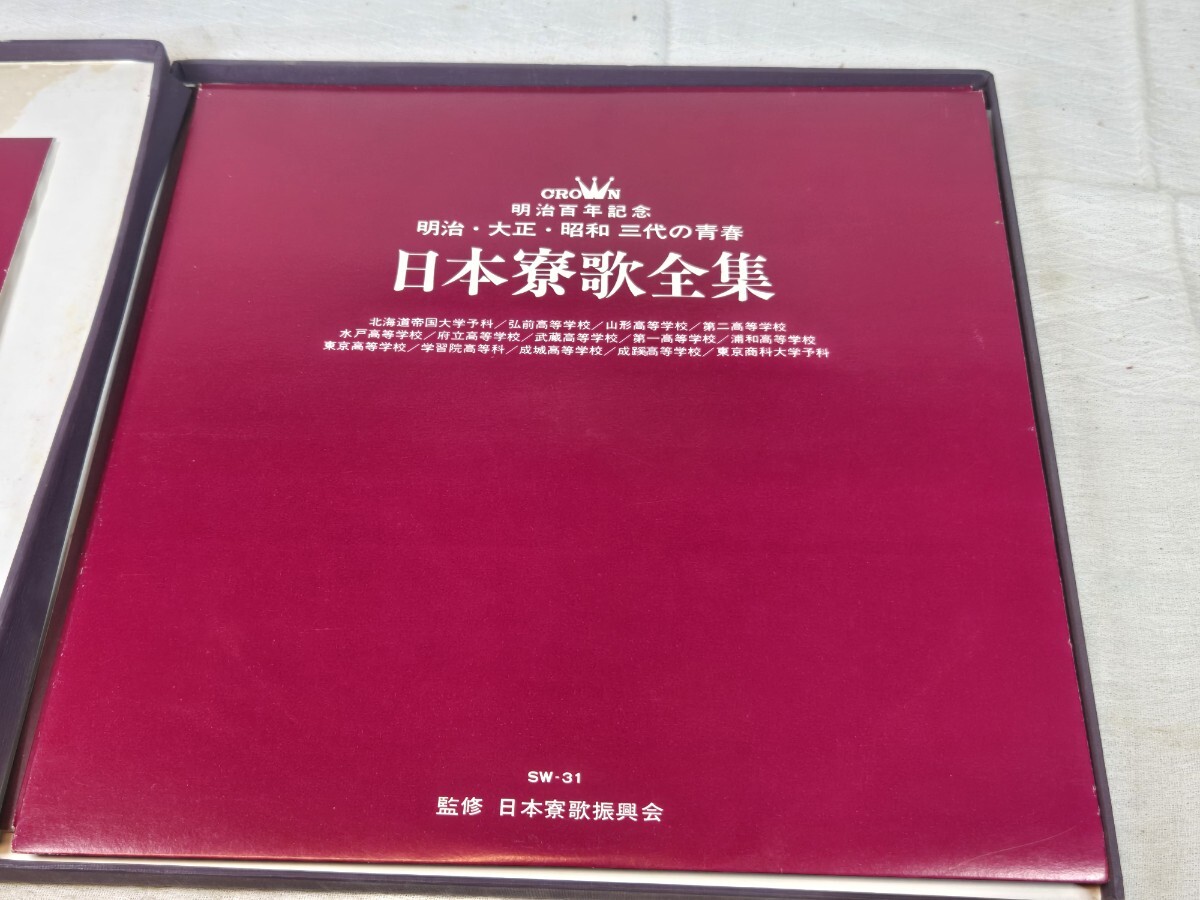 CROWN
明治百年記念
明治・大正・昭和 三代の青春
日本寮歌全集
北海道帝国大学予科／弘前高等学校／山形高等学校／第二高等学校
水戸高等学校／府立高等学校／武蔵高等学校／第一高等学校／浦和高等学校
東京高等学校／学習院高等科／成城高等学校／成蹊高等学校／東京商科大学予科
SW-31
監修 日本寮歌振興会